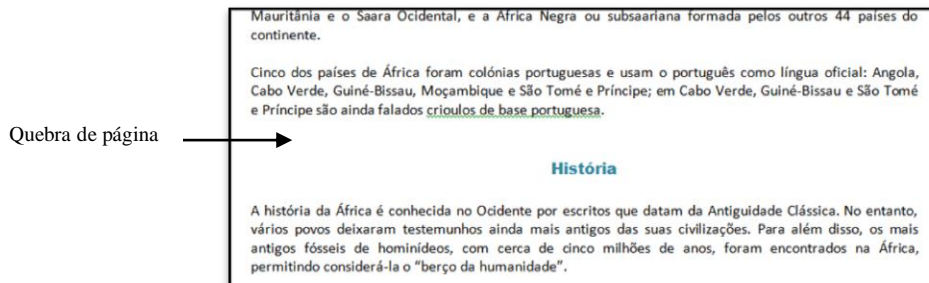 Mauritânia e o Saara Ocidental, e a África Negra ou subsaariana formada pelos outros 44 países do
continente.
Cinco dos países de África foram colónias portuguesas e usam o português como língua oficial: Angola,
Cabo Verde, Guiné-Bissau, Moçambique e São Tomé e Príncipe; em Cabo Verde, Guiné-Bissau e São Tomé
e Príncipe são ainda falados crioulos de base portuguesa.
Quebra de página
História
A história da África é conhecida no Ocidente por escritos que datam da Antiguidade Clássica. No entanto,
vários povos deixaram testemunhos ainda mais antigos das suas civilizações. Para além disso, os mais
antigos fósseis de hominídeos, com cerca de cinco milhões de anos, foram encontrados na África,
permitindo considerá-la o “berço da humanidade”.